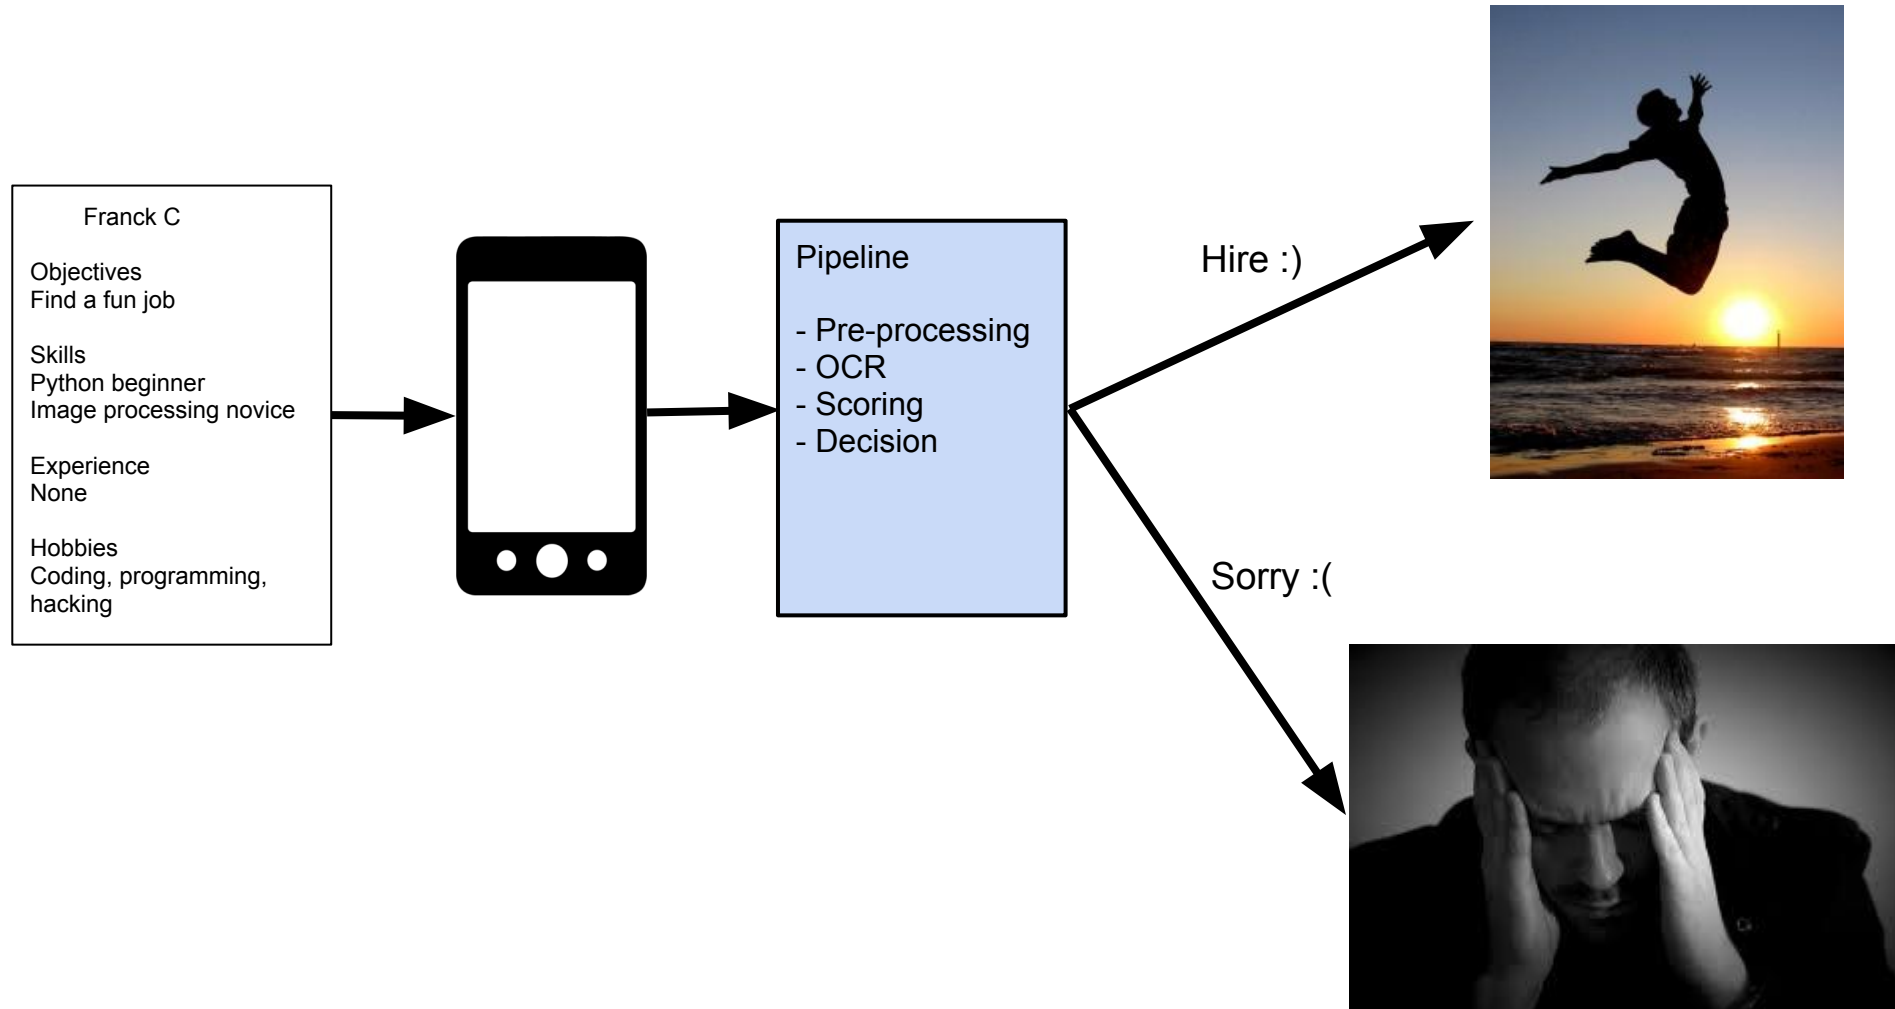 Franck C
Objectives
Find a fun job
Skills
Python beginner
Image processing novice
Experience
None
Hobbies
Coding, programming,
hacking
Pipeline
- Pre-processing
- OCR
- Scoring
- Decision
Hire :)
Sorry :(